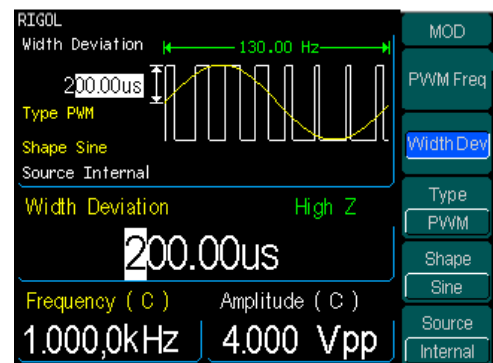 RIGOL
Width Deviation
130.00 Hz
200.00us
Type PWM
Shape Sine
Source Internal
Width Deviation High Z
200.00us
Frequency ( C ) Amplitude ( C )
1.000,0kHz 4.000 Vpp
MOD
PWM Freq
Width Dev
Type
PWM
Shape
Sine
Source
Internal